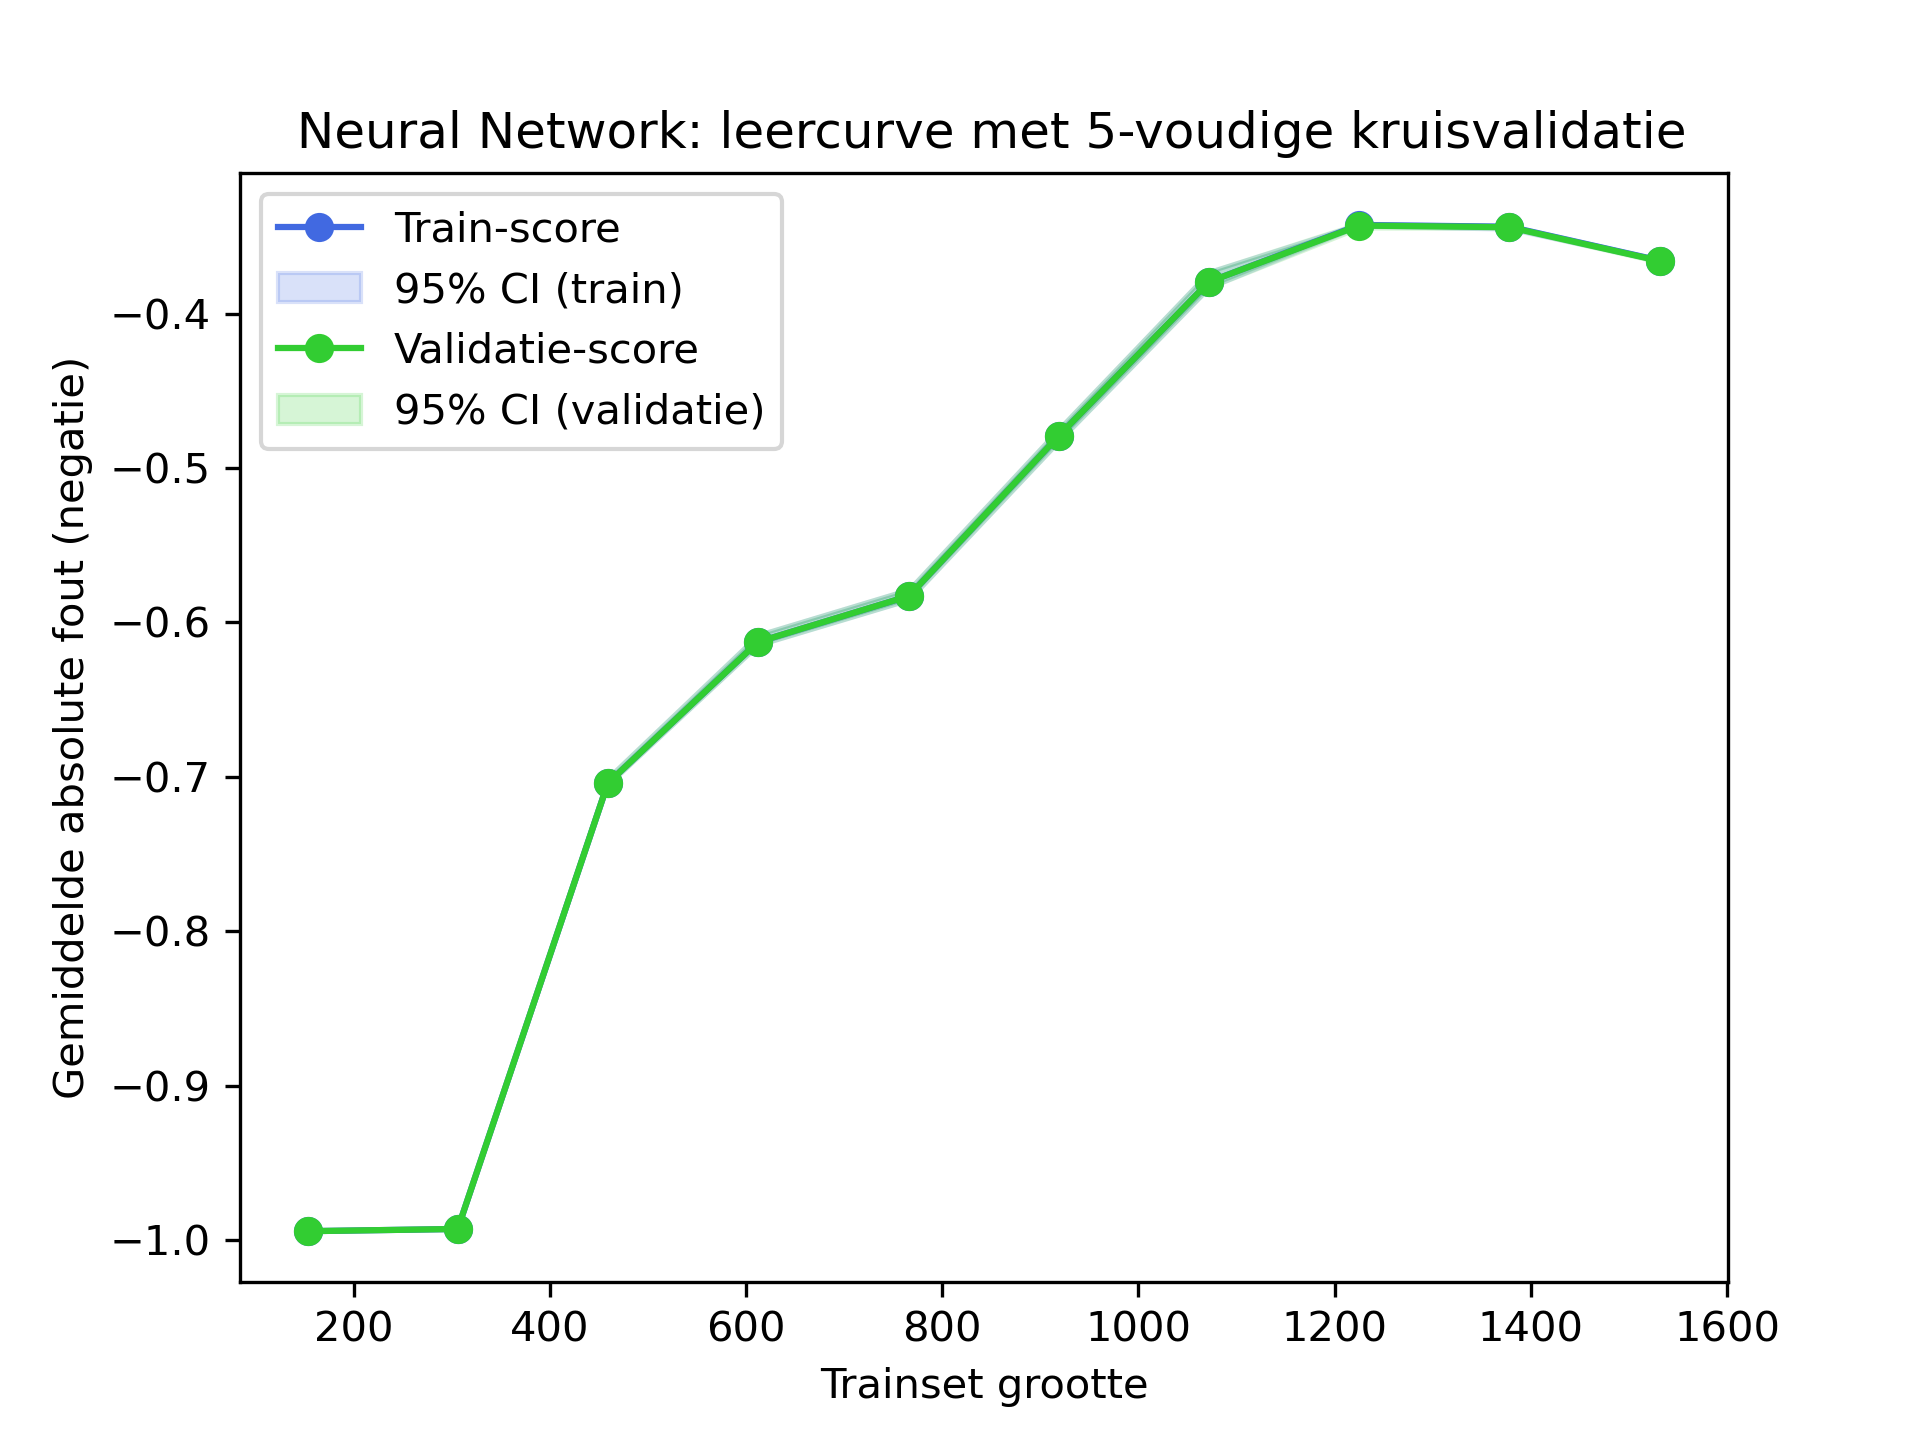 Neural Network: leercurve met 5-voudige kruisvalidatie
Train-score
95% CI (train)
Validatie-score
95% CI (validatie)
Gemiddelde absolute fout (negatie)
−0.4
−0.5
−0.6
−0.7
−0.8
−0.9
−1.0
200 400 600 800 1000 1200 1400 1600
Trainset grootte